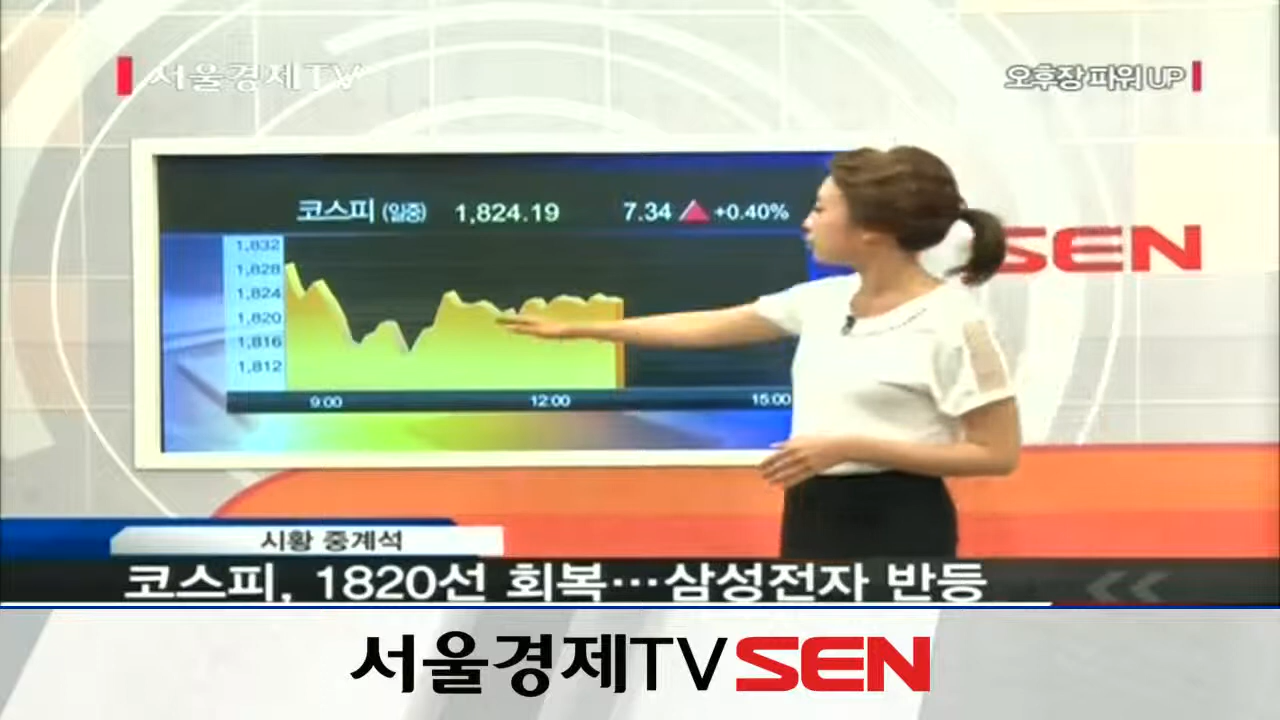 서울경제TV
오후장 파워 UP
코스피 (일중) 1,824.19 7.34 ▲ +0.40%
1,832
1,828
1,824
1,820
1,816
1,812
9:00 12:00 15:00
SEN
시황 중계석
코스피, 1820선 회복…삼성전자 반등
서울경제TV SEN